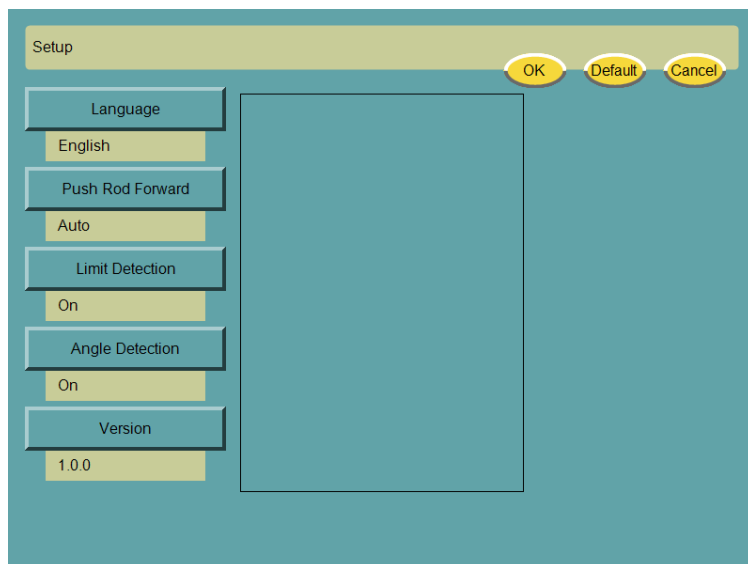 Setup
OK
Default
Cancel
Language
English
Push Rod Forward
Auto
Limit Detection
On
Angle Detection
On
Version
1.0.0